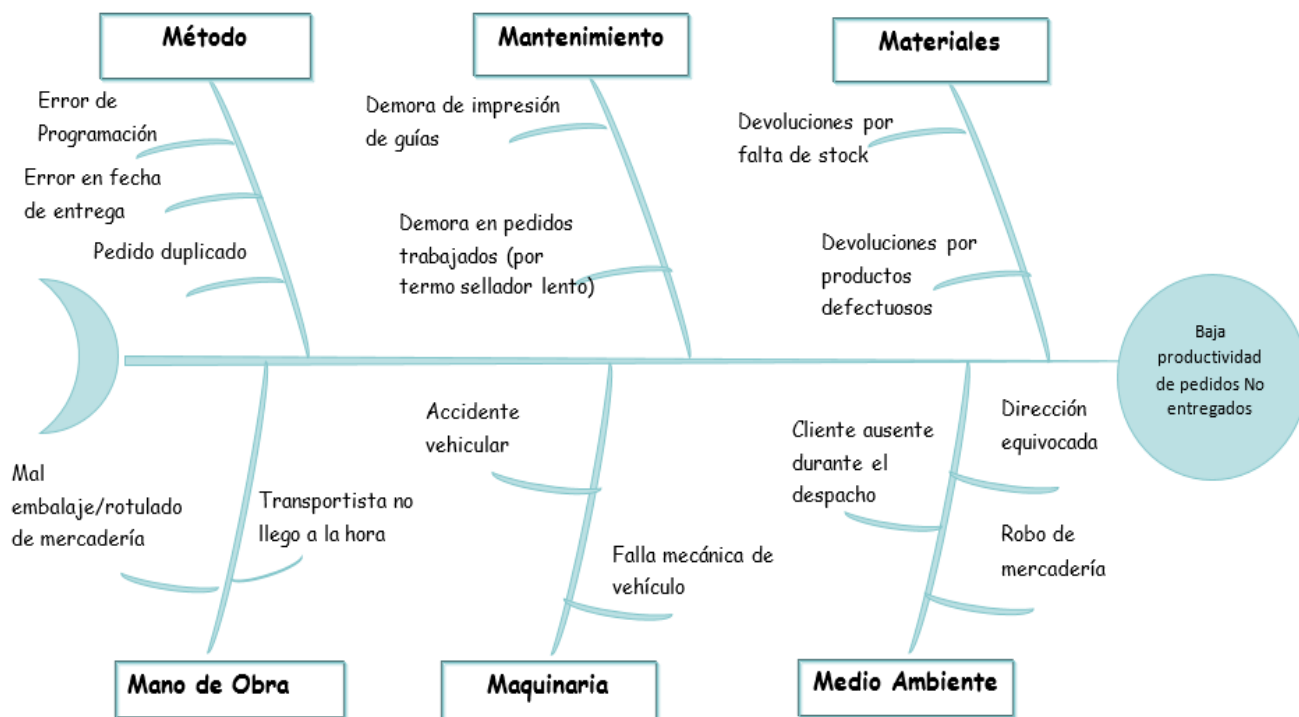 Método
Mantenimiento
Materiales
Error de
Programación
Error en fecha
de entrega
Pedido duplicado
Demora de impresión
de guías
Demora en pedidos
trabajados (por
termo sellador lento)
Devoluciones por
falta de stock
Devoluciones por
productos
defectuosos
Baja
productividad
de pedidos No
entregados
Mal
embalaje/rotulado
de mercadería
Transportista no
llego a la hora
Accidente
vehicular
Falla mecánica de
vehículo
Cliente ausente
durante el
despacho
Dirección
equivocada
Robo de
mercadería
Mano de Obra
Maquinaria
Medio Ambiente